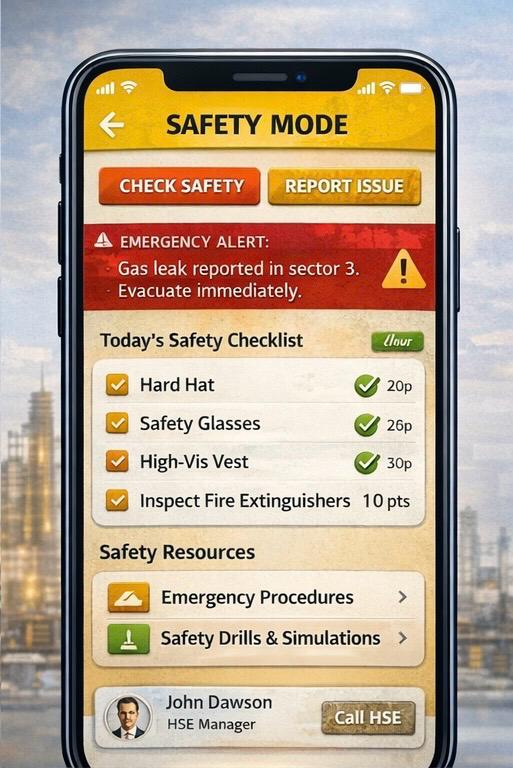 SAFETY MODE
CHECK SAFETY
REPORT ISSUE
EMERGENCY ALERT:
· Gas leak reported in sector 3.
· Evacuate immediately.
Today's Safety Checklist
Hard Hat 20p
Safety Glasses 26p
High-Vis Vest 30p
Inspect Fire Extinguishers 10 pts
Safety Resources
Emergency Procedures
Safety Drills & Simulations
John Dawson
HSE Manager
Call HSE